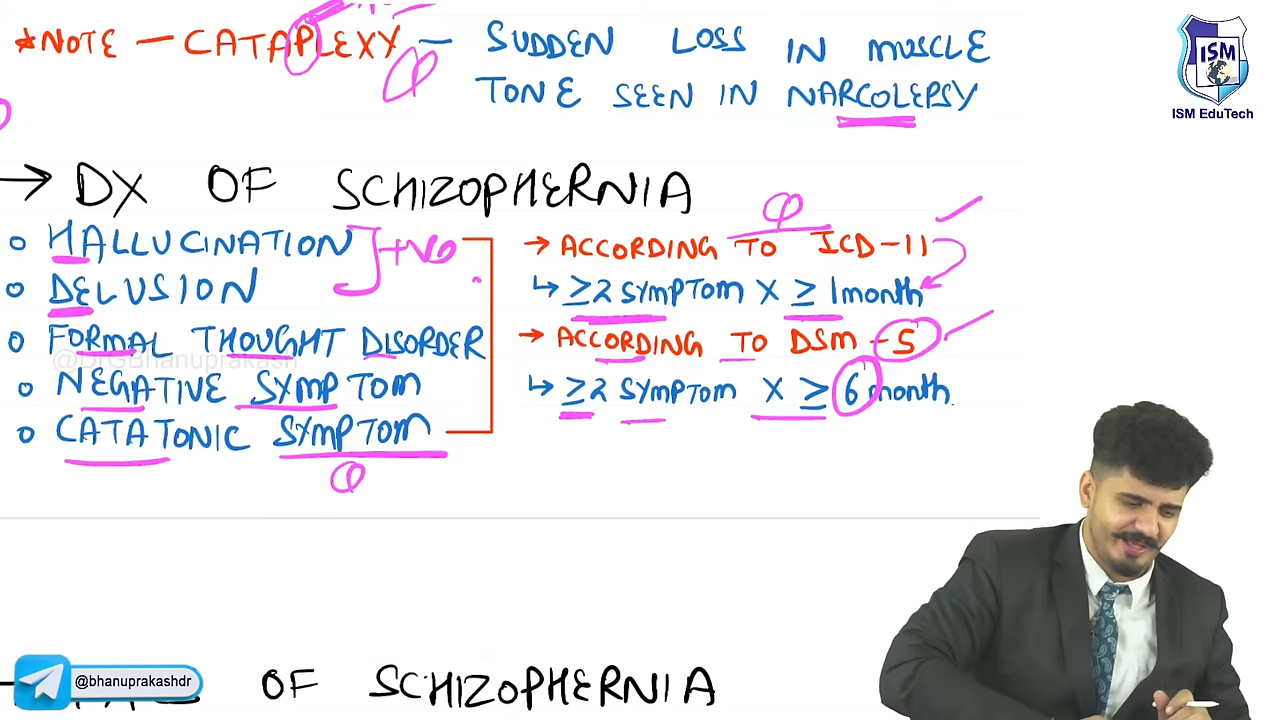 *NOTE — CATAPLEXY — SUDDEN LOSS IN MUSCLE
TONE SEEN IN NARCOLEPSY
ISM
ISM EduTech
→ DX OF SCHIZOPHERNIA
○ HALLUCINATION
○ DELUSION
+ve
○ FORMAL THOUGHT DISORDER
○ NEGATIVE SYMPTOM
○ CATATONIC SYMPTOM
→ ACCORDING TO ICD-11
↳ ≥2 SYMPTOM X ≥ 1month
→ ACCORDING TO DSM-5
↳ ≥2 SYMPTOM X ≥ 6month.
@DrGBhanuprakash
@bhanuprakashdr
OF SCHIZOPHERNIA